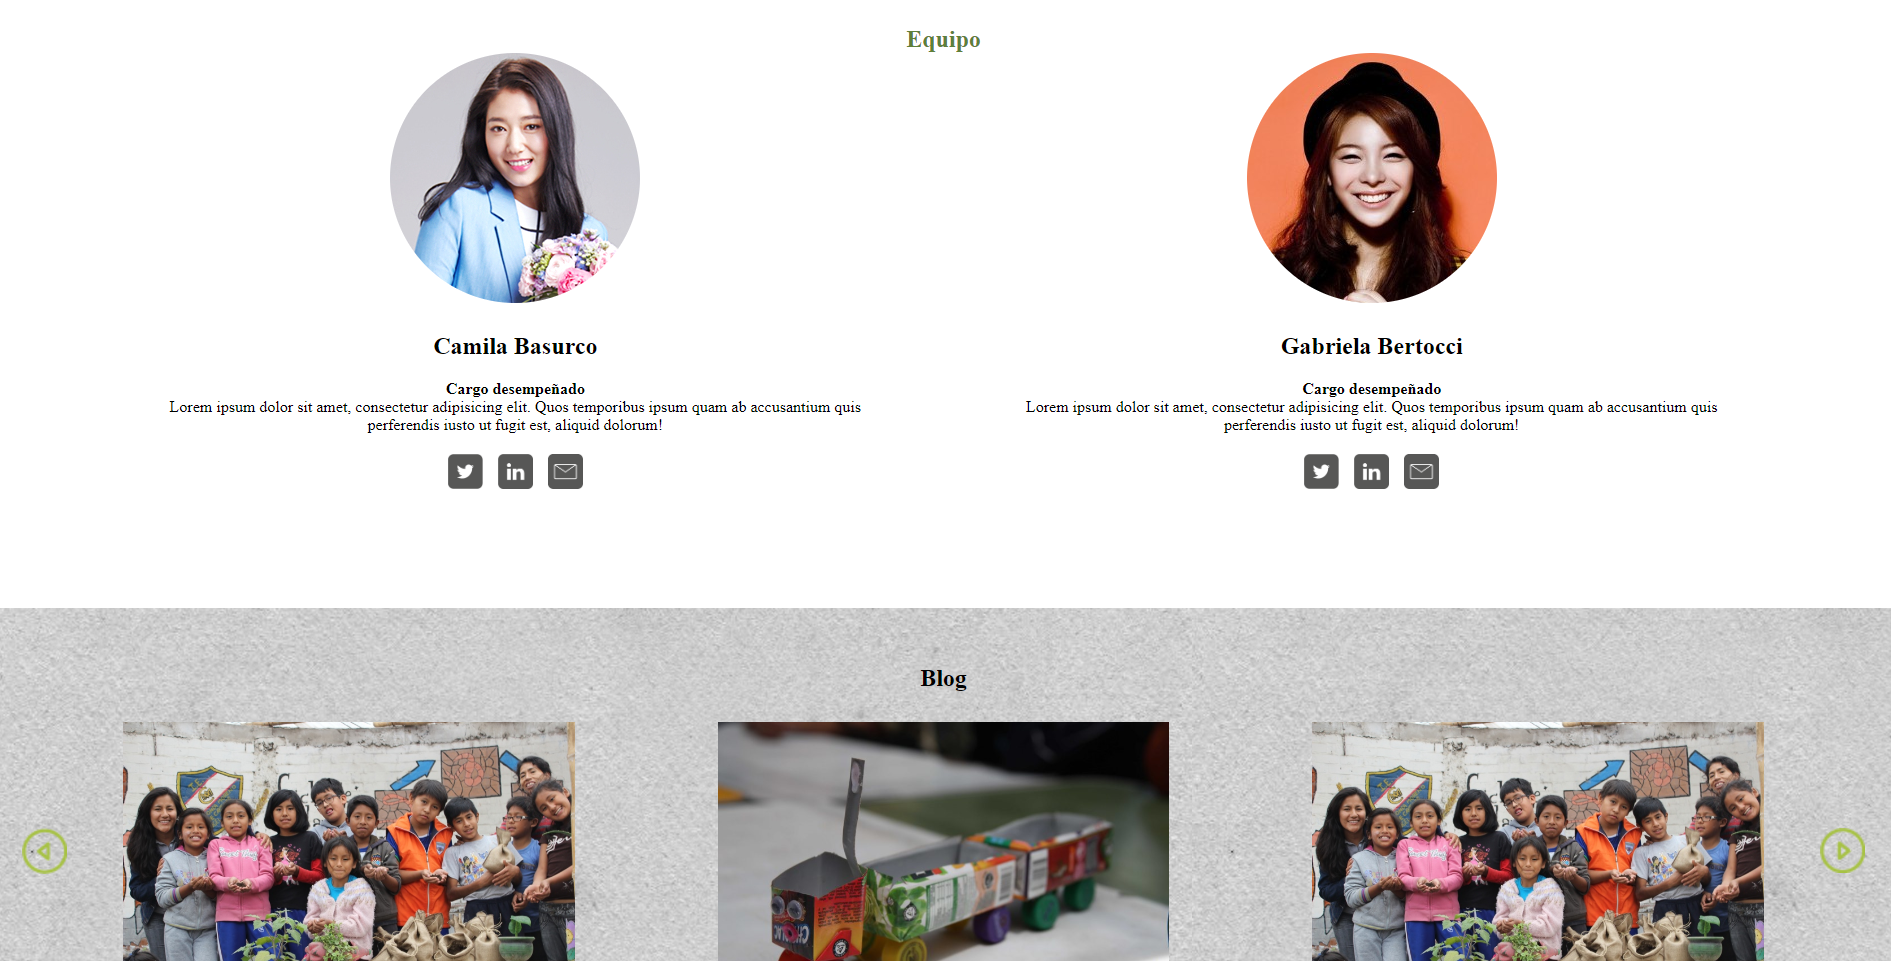 Equipo
Camila Basurco
Cargo desempeñado
Lorem ipsum dolor sit amet, consectetur adipisicing elit. Quos temporibus ipsum quam ab accusantium quis
perferendis iusto ut fugit est, aliquid dolorum!
in
Gabriela Bertocci
Cargo desempeñado
Lorem ipsum dolor sit amet, consectetur adipisicing elit. Quos temporibus ipsum quam ab accusantium quis
perferendis iusto ut fugit est, aliquid dolorum!
in
Blog